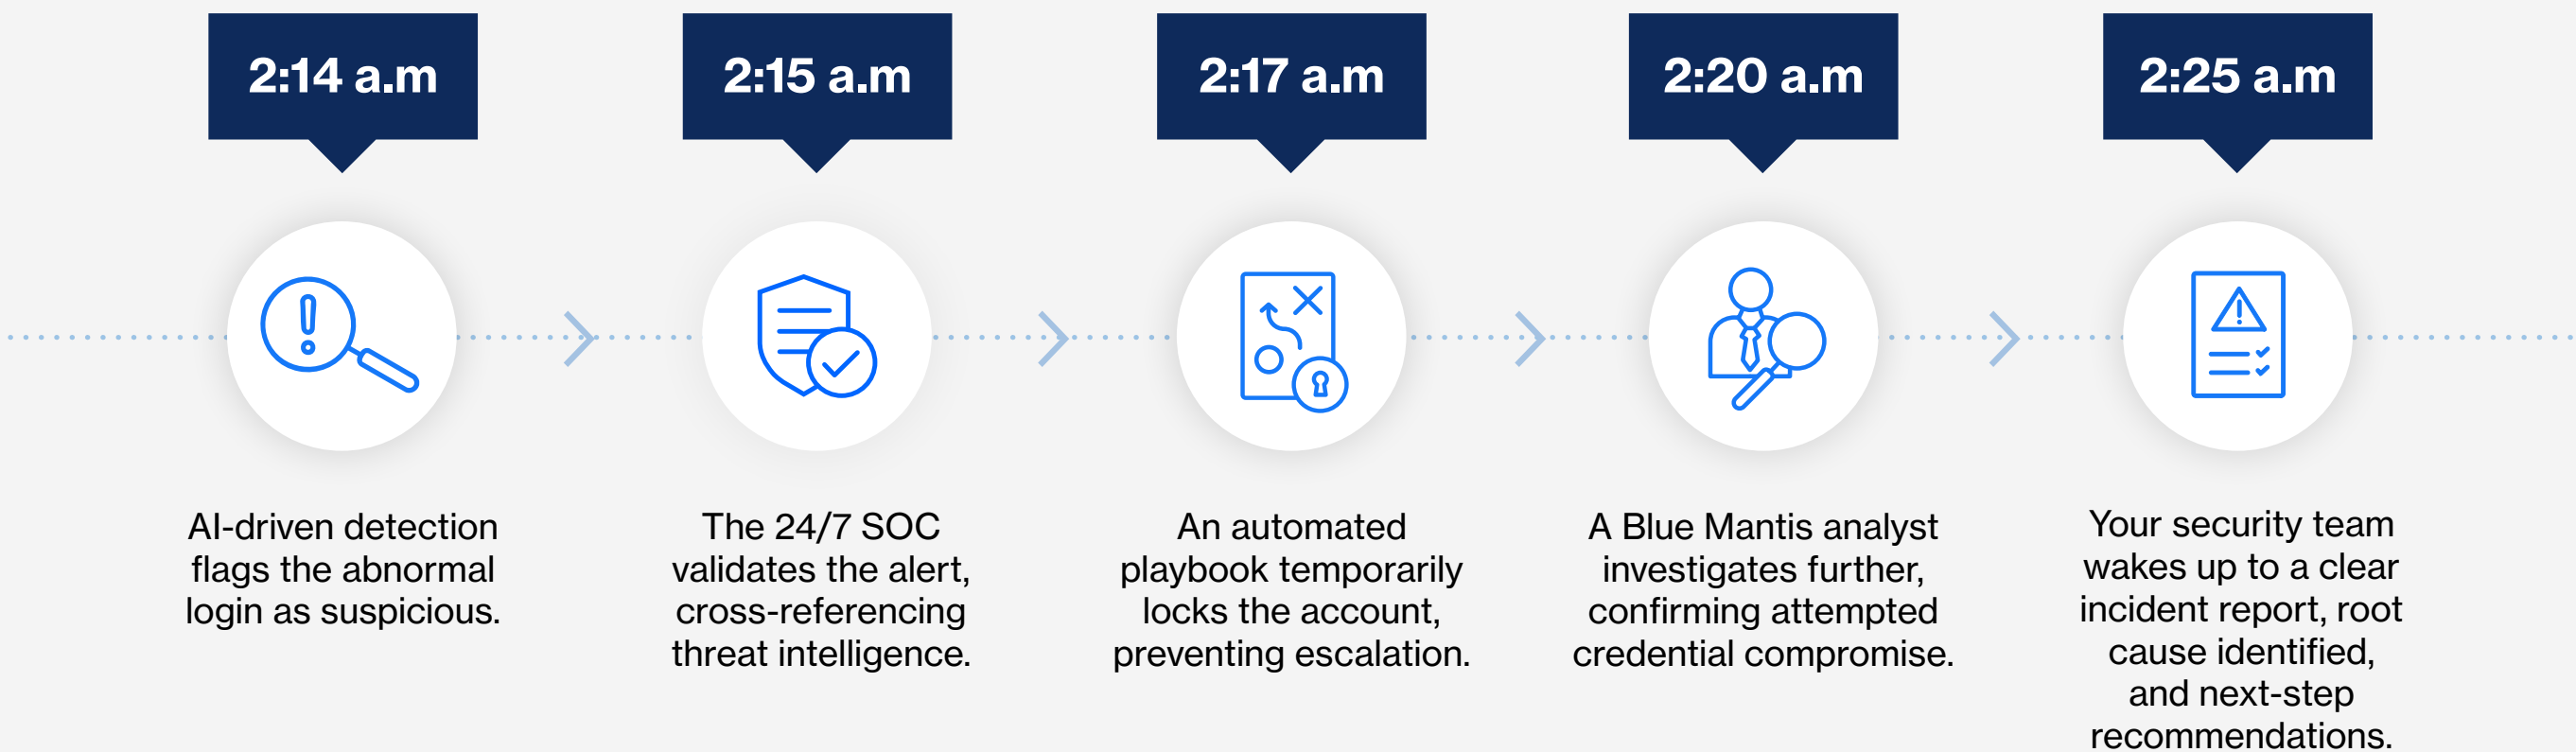 2:14 a.m
AI-driven detection
flags the abnormal
login as suspicious.
2:15 a.m
The 24/7 SOC
validates the alert,
cross-referencing
threat intelligence.
2:17 a.m
An automated
playbook temporarily
locks the account,
preventing escalation.
2:20 a.m
A Blue Mantis analyst
investigates further,
confirming attempted
credential compromise.
2:25 a.m
Your security team
wakes up to a clear
incident report, root
cause identified,
and next-step
recommendations.